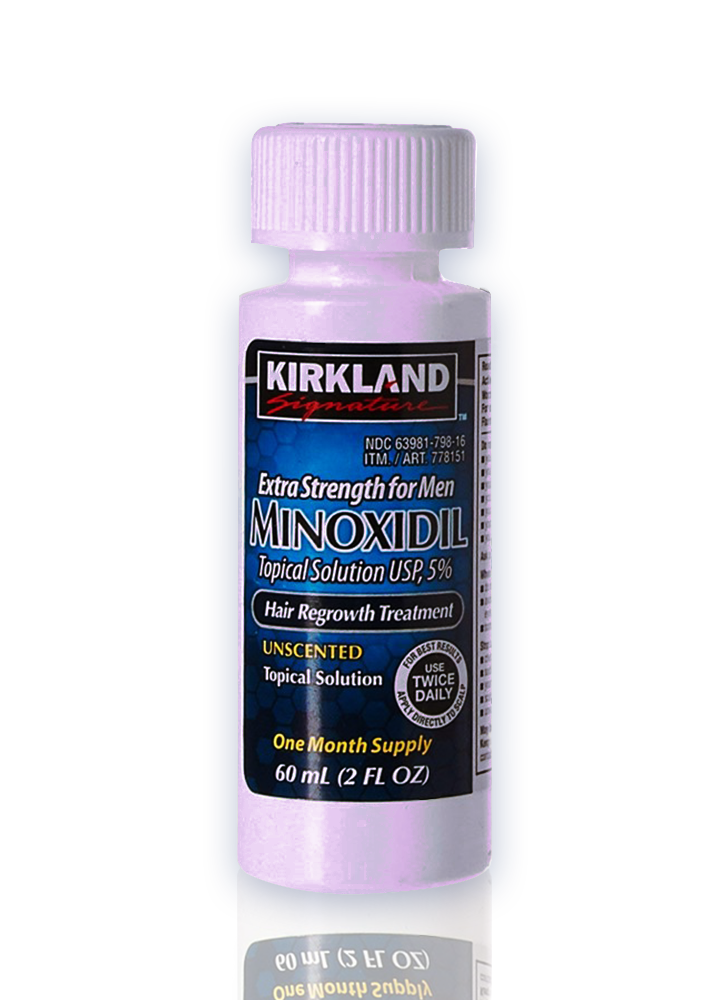 KIRKLAND
Signature™
NDC 63981-798-16
ITM. / ART. 778151
Extra Strength for Men
MINOXIDIL
Topical Solution USP, 5%
Hair Regrowth Treatment
UNSCENTED
Topical Solution
FOR BEST RESULTS
USE
TWICE
DAILY
APPLY DIRECTLY TO SCALP
One Month Supply
60 mL (2 FL OZ)